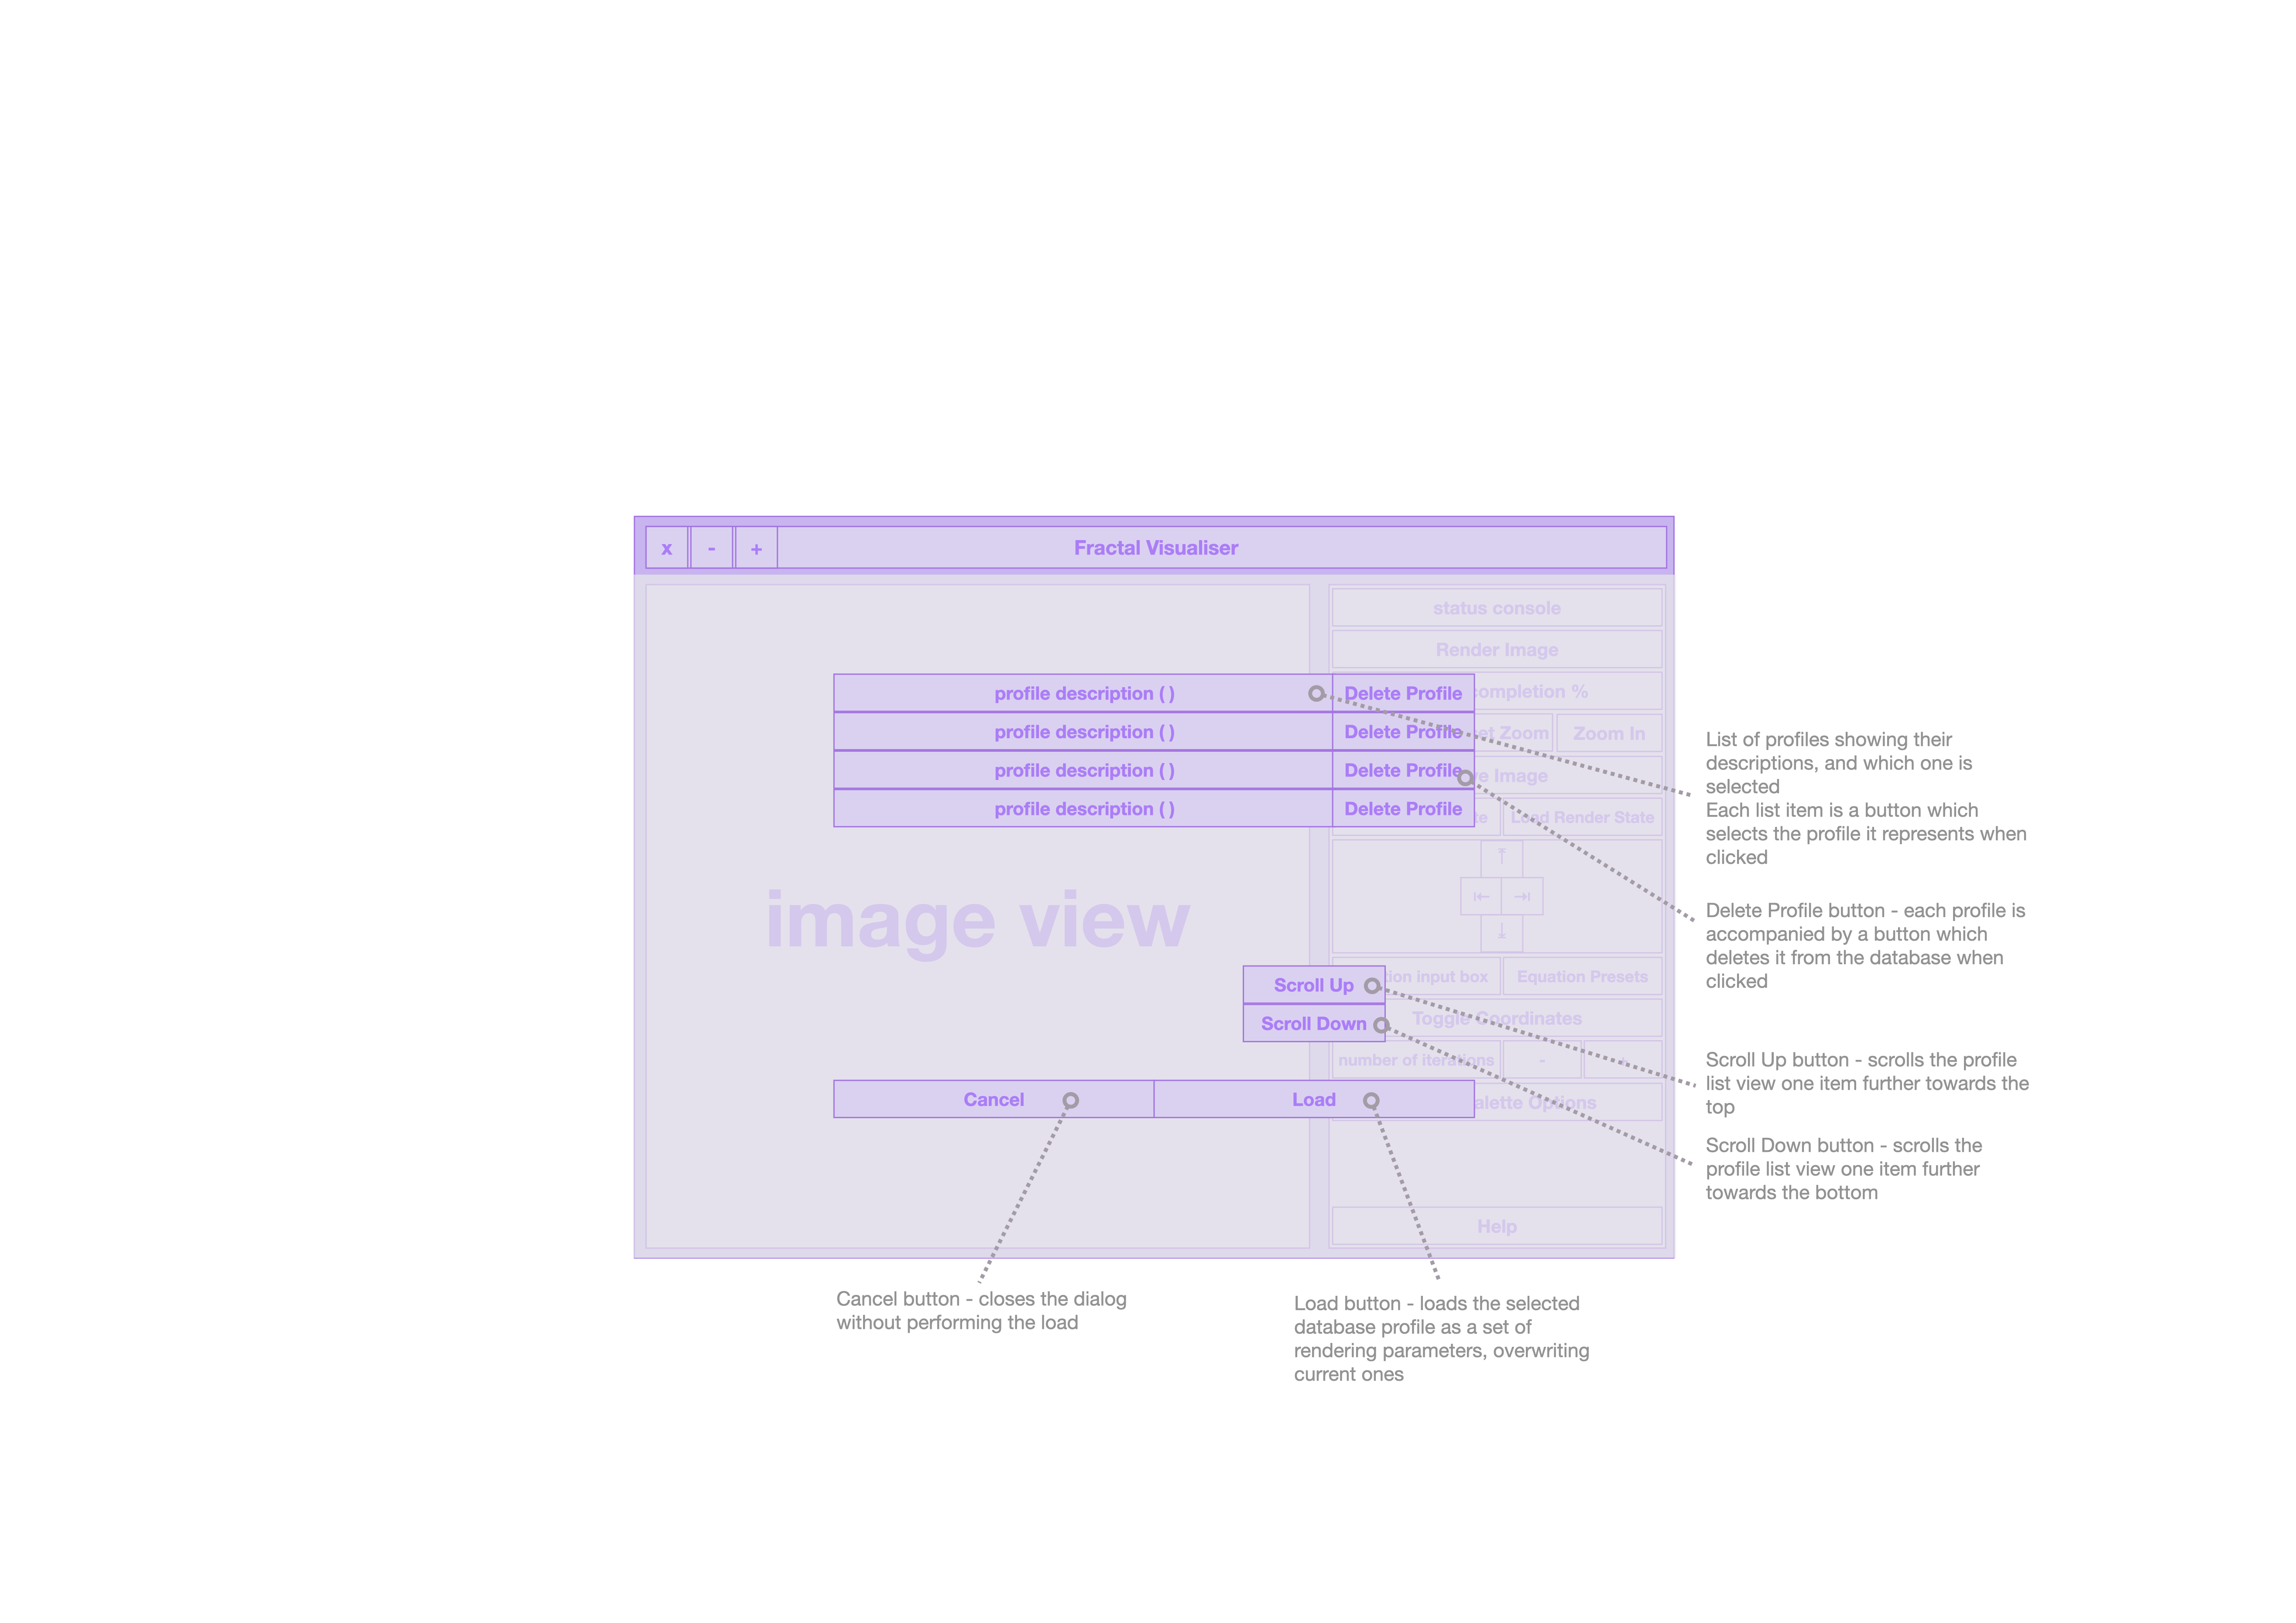 x - + Fractal Visualiser
status console
Render Image
completion %
Zoom Zoom In
Image
Load Render State
profile description ( ) Delete Profile
profile description ( ) Delete Profile
profile description ( ) Delete Profile
profile description ( ) Delete Profile
image view
input box Equation Presets
Scroll Up
Scroll Down
Toggle Coordinates
number of iterations - +
Options
Cancel Load
Help
List of profiles showing their
descriptions, and which one is
selected
Each list item is a button which
selects the profile it represents when
clicked
Delete Profile button - each profile is
accompanied by a button which
deletes it from the database when
clicked
Scroll Up button - scrolls the profile
list view one item further towards the
top
Scroll Down button - scrolls the
profile list view one item further
towards the bottom
Cancel button - closes the dialog
without performing the load
Load button - loads the selected
database profile as a set of
rendering parameters, overwriting
current ones